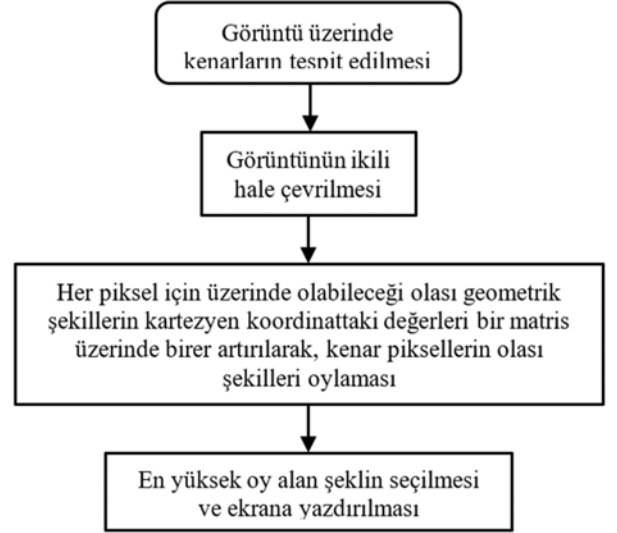 Görüntü üzerinde
kenarların tespit edilmesi
Görüntünün ikili
hale çevrilmesi
Her piksel için üzerinde olabileceği olası geometrik
şekillerin kartezyen koordinattaki değerleri bir matris
üzerinde birer artırılarak, kenar piksellerin olası
şekilleri oylaması
En yüksek oy alan şeklin seçilmesi
ve ekrana yazdırılması